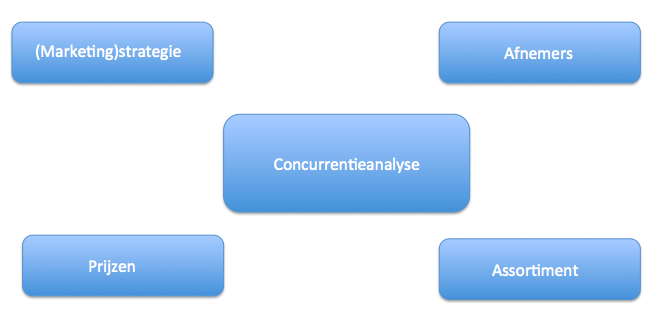 (Marketing)strategie
Afnemers
Concurrentieanalyse
Prijzen
Assortiment